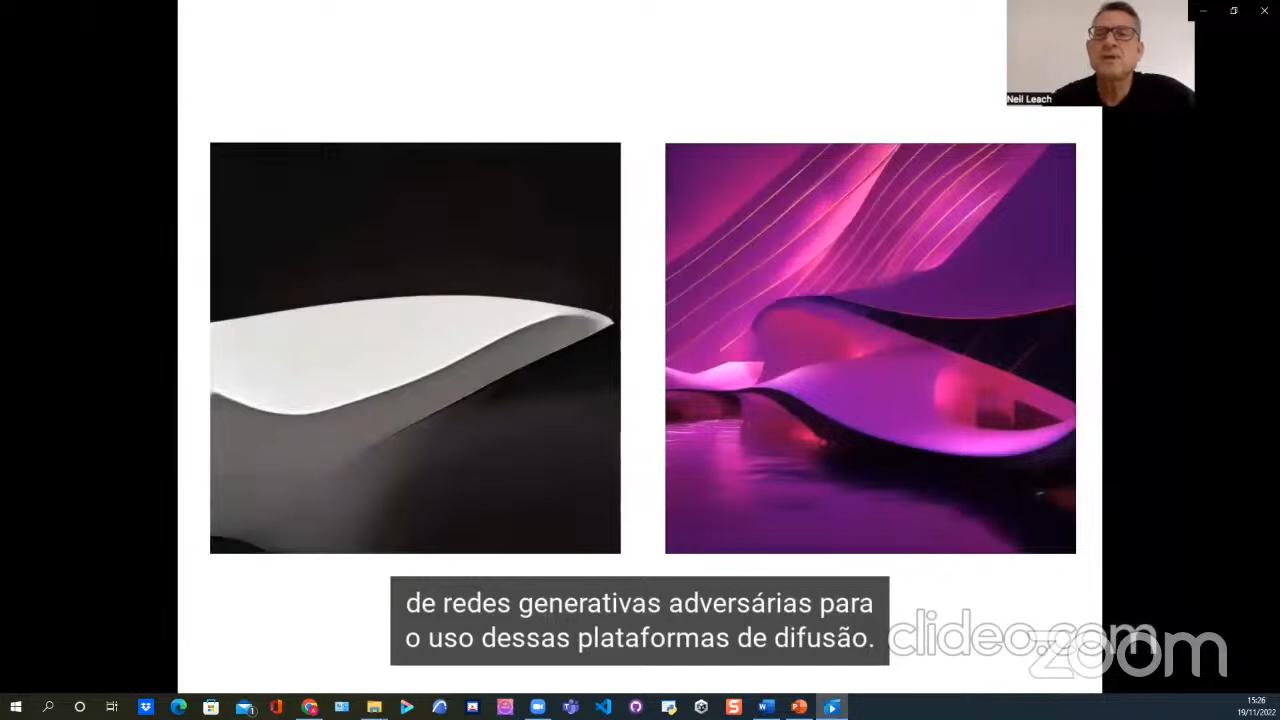 Neil Leach
de redes generativas adversárias para
o uso dessas plataformas de difusão.
clideo.com
zoom
15:26
19/11/2022